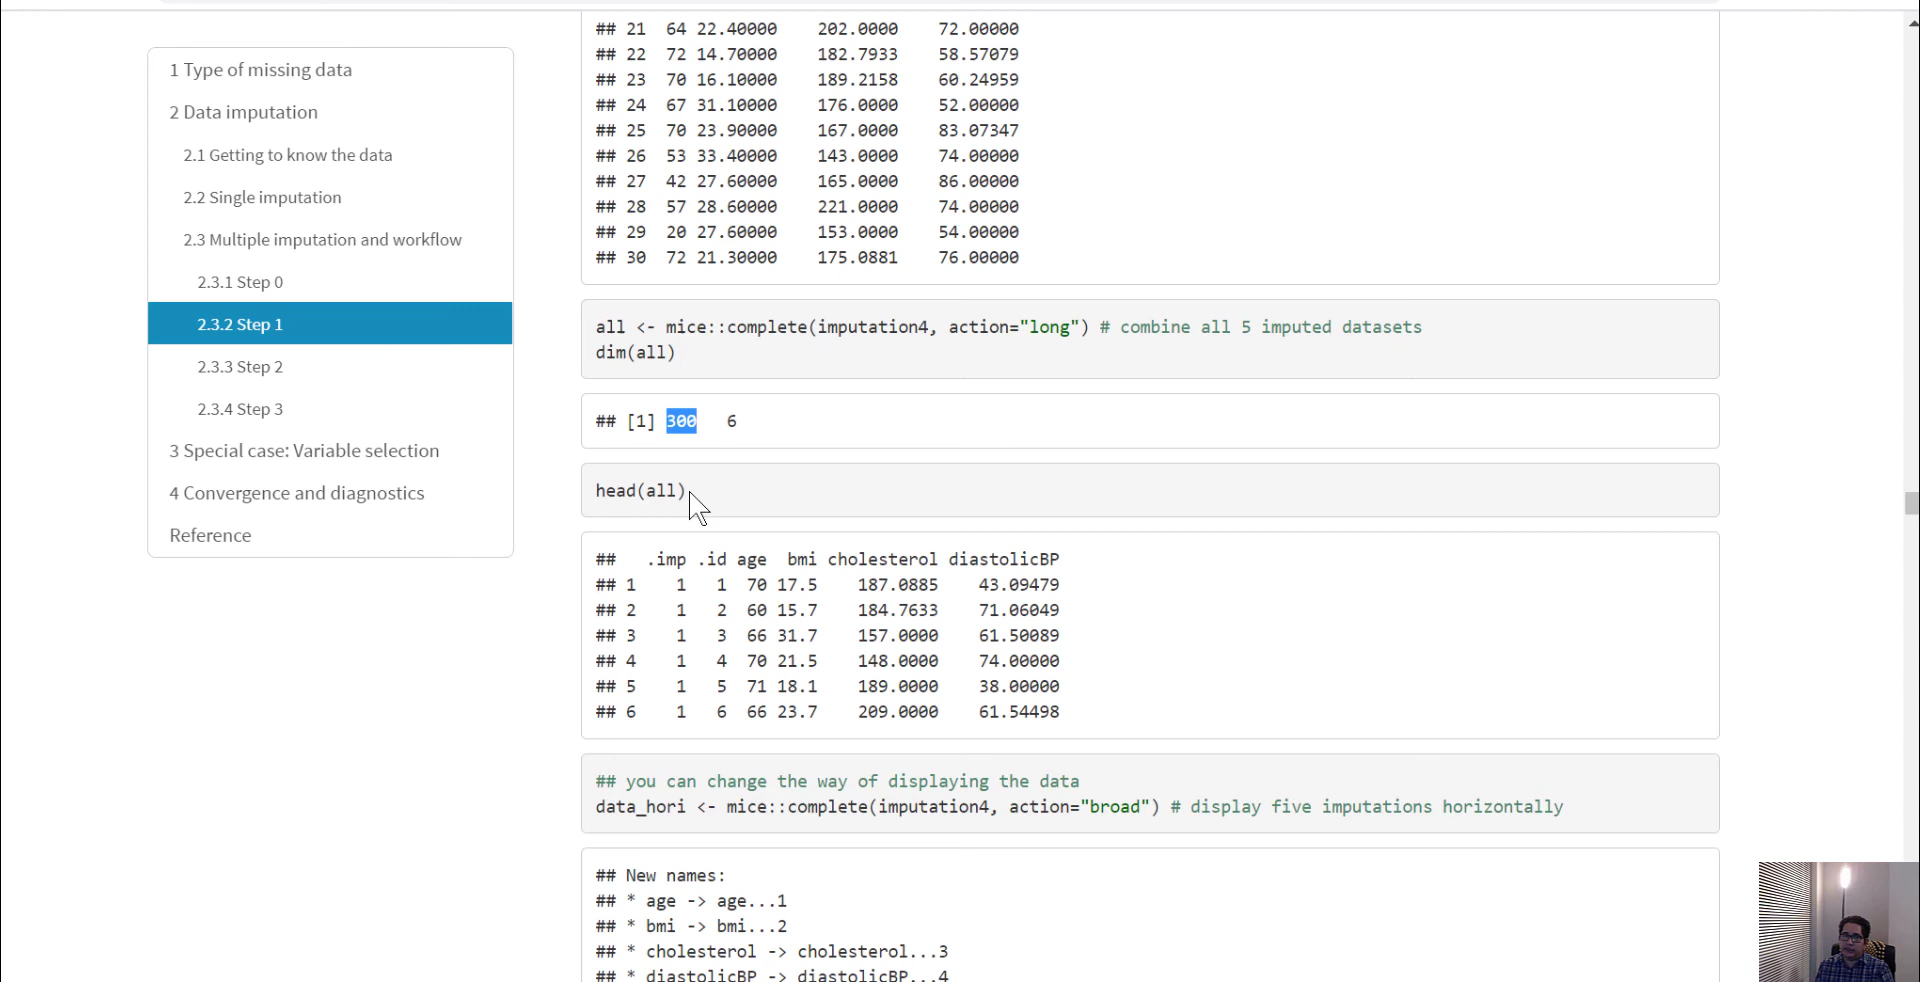 1 Type of missing data
2 Data imputation
2.1 Getting to know the data
2.2 Single imputation
2.3 Multiple imputation and workflow
2.3.1 Step 0
2.3.2 Step 1
2.3.3 Step 2
2.3.4 Step 3
3 Special case: Variable selection
4 Convergence and diagnostics
Reference
## 21  64 22.40000    202.0000    72.00000
## 22  72 14.70000    182.7933    58.57079
## 23  70 16.10000    189.2158    60.24959
## 24  67 31.10000    176.0000    52.00000
## 25  70 23.90000    167.0000    83.07347
## 26  53 33.40000    143.0000    74.00000
## 27  42 27.60000    165.0000    86.00000
## 28  57 28.60000    221.0000    74.00000
## 29  20 27.60000    153.0000    54.00000
## 30  72 21.30000    175.0881    76.00000
all <- mice::complete(imputation4, action="long") # combine all 5 imputed datasets
dim(all)
## [1] 300   6
head(all)
##   .imp .id age  bmi cholesterol diastolicBP
## 1    1   1  70 17.5    187.0885    43.09479
## 2    1   2  60 15.7    184.7633    71.06049
## 3    1   3  66 31.7    157.0000    61.50089
## 4    1   4  70 21.5    148.0000    74.00000
## 5    1   5  71 18.1    189.0000    38.00000
## 6    1   6  66 23.7    209.0000    61.54498
## you can change the way of displaying the data
data_hori <- mice::complete(imputation4, action="broad") # display five imputations horizontally
## New names:
## * age -> age...1
## * bmi -> bmi...2
## * cholesterol -> cholesterol...3
## * diastolicBP -> diastolicBP...4